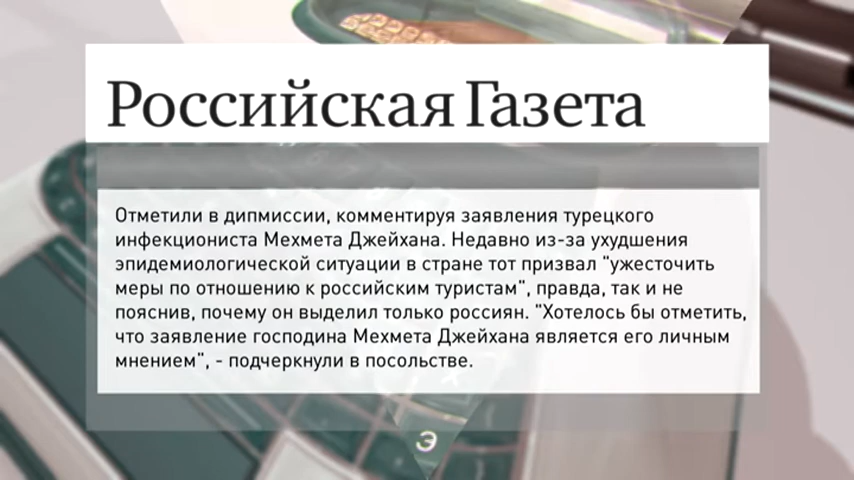 Российская Газета
Отметили в дипмиссии, комментируя заявления турецкого
инфекциониста Мехмета Джейхана. Недавно из-за ухудшения
эпидемиологической ситуации в стране тот призвал "ужесточить
меры по отношению к российским туристам", правда, так и не
пояснив, почему он выделил только россиян. "Хотелось бы отметить,
что заявление господина Мехмета Джейхана является его личным
мнением", - подчеркнули в посольстве.
Э